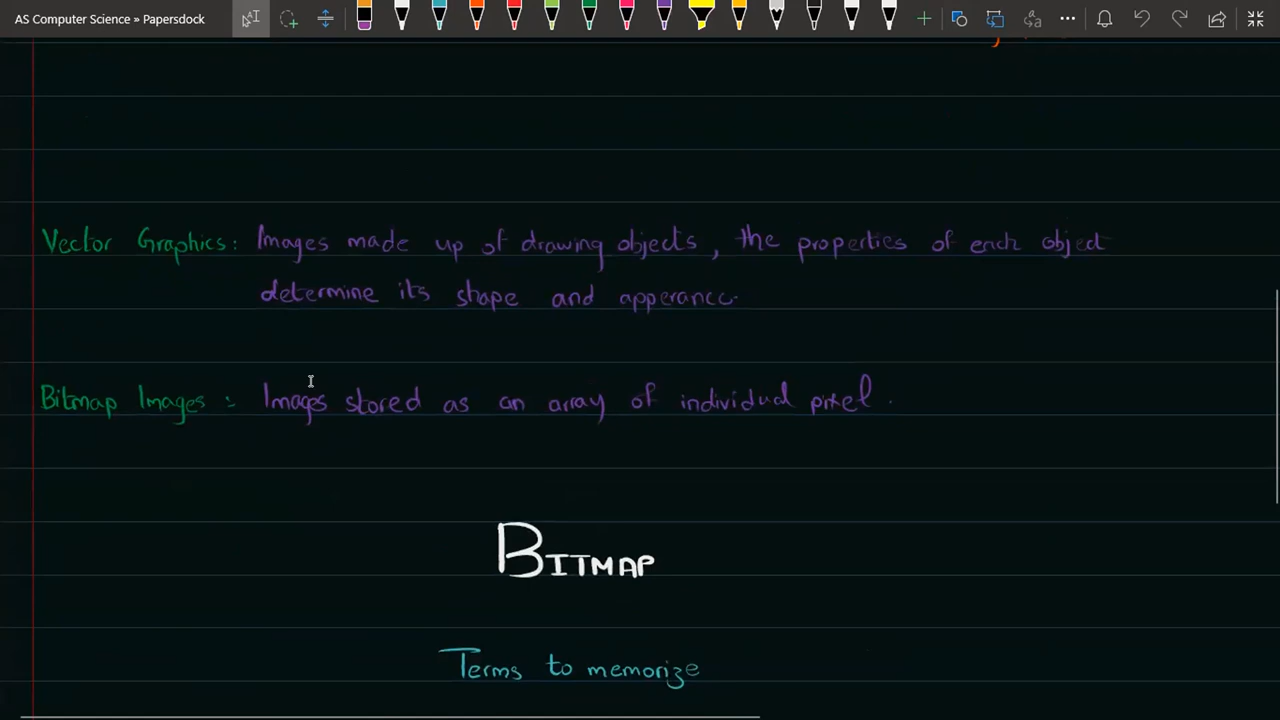 AS Computer Science » Papersdock
Vector Graphics: Images made up of drawing objects, the properties of each object
determine its shape and apperance.
Bitmap Images: Images stored as an array of individual pixel.
BITMAP
Terms to memorize